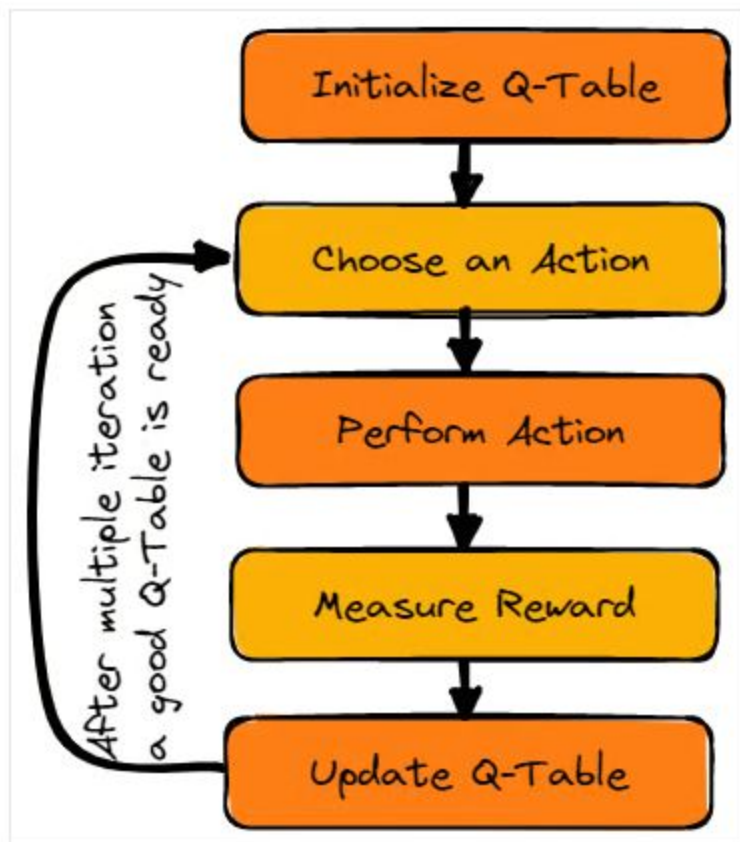 Initialize Q-Table
Choose an Action
Perform Action
Measure Reward
Update Q-Table
After multiple iteration
a good Q-Table is ready